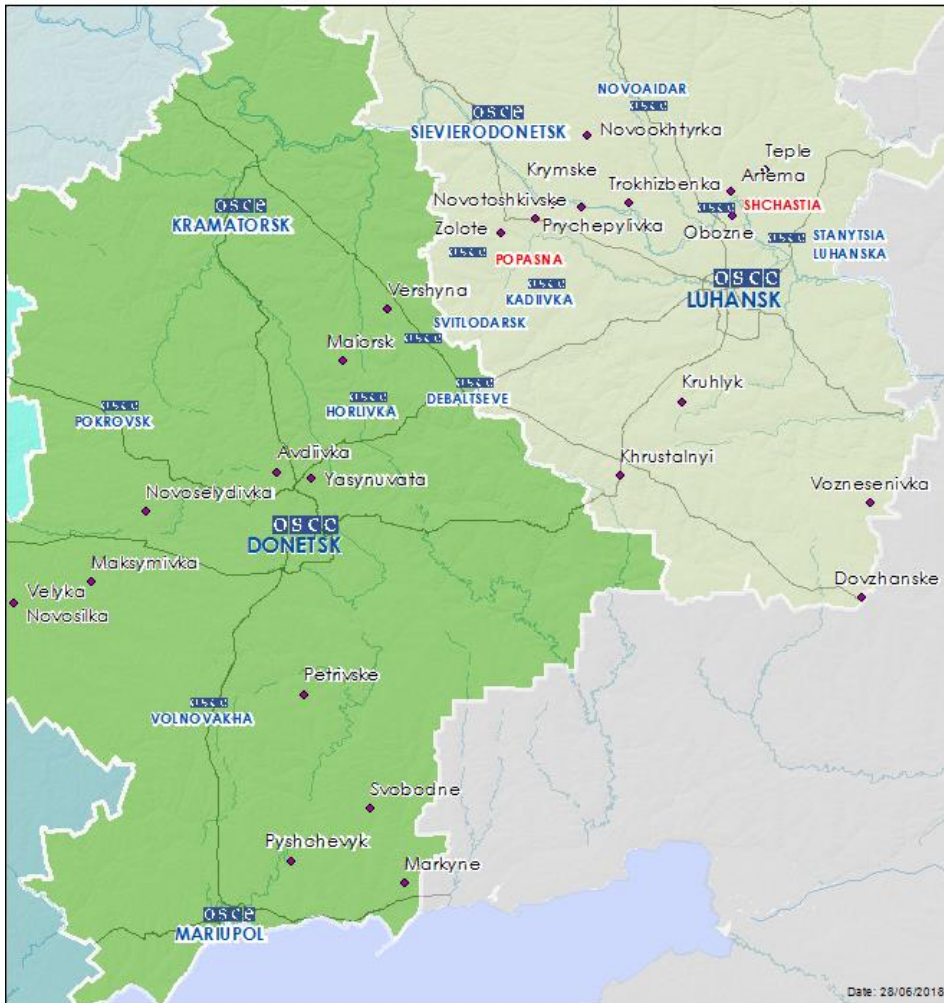 NOVOAIDAR
osce
osce
SIEVIERODONETSK
Novookhtyrka
Teple
Krymske
Artema
Trokhizbenka
SHCHASTIA
osce
KRAMATORSK
Novotoshkivske
osce
Prychepylivka
Obozne
Zolote
osce
STANYTSIA
LUHANSKA
osce
POPASNA
osce
KADIIVKA
osce
LUHANSK
Vershyna
SVITLODARSK
osce
Maiorsk
osce
DEBALTSEVE
osce
HORLIVKA
Kruhlyk
osce
POKROVSK
Avdiivka
Yasynuvata
Khrustalnyi
Novoselydivka
Voznesenivka
osce
DONETSK
Maksymivka
Dovzhanske
Velyka
Novosilka
Petrivske
osce
VOLNOVAKHA
Svobodne
Pyshchevyk
Markyne
osce
MARIUPOL
Date: 28/06/2018